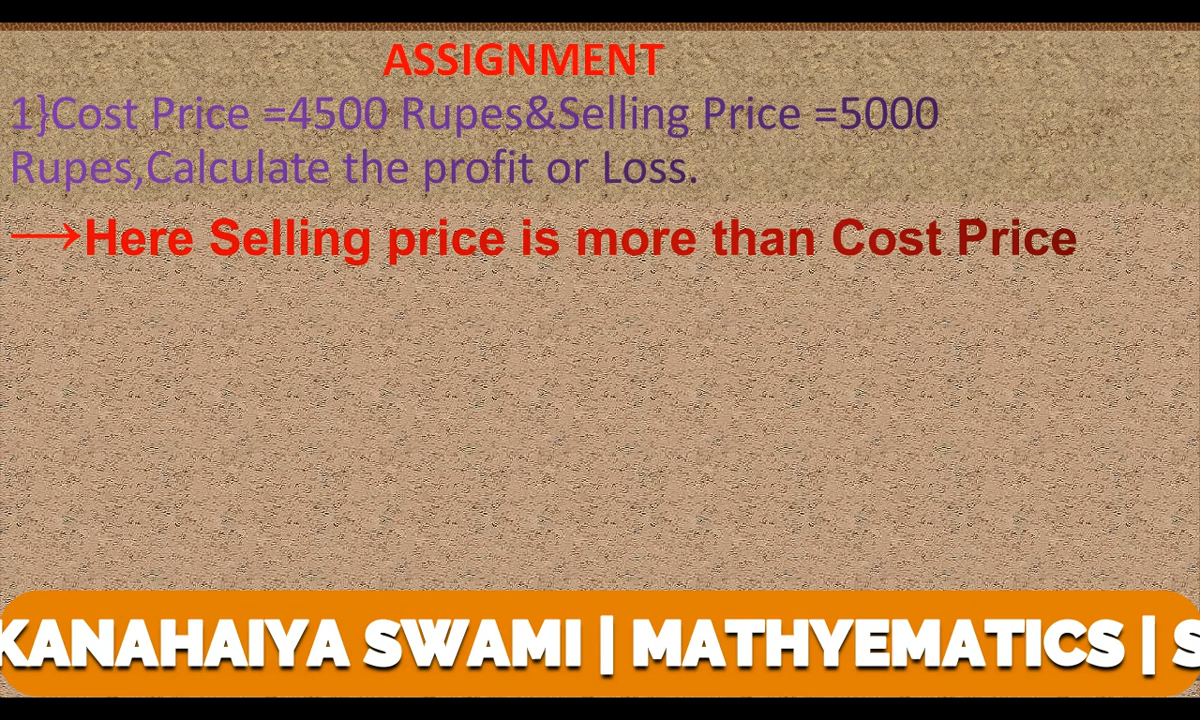 ASSIGNMENT
1}Cost Price =4500 Rupes&Selling Price =5000
Rupes,Calculate the profit or Loss.
→Here Selling price is more than Cost Price
KANAHAIYA SWAMI | MATHYEMATICS | S